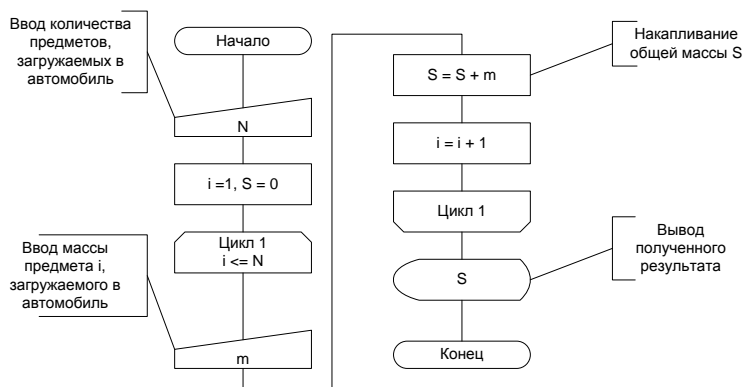 Ввод количества
предметов,
загружаемых в
автомобиль
Начало
N
i =1, S = 0
Цикл 1
i <= N
Ввод массы
предмета i,
загружаемого в
автомобиль
m
S = S + m
Накапливание
общей массы S
i = i + 1
Цикл 1
Вывод
полученного
результата
S
Конец